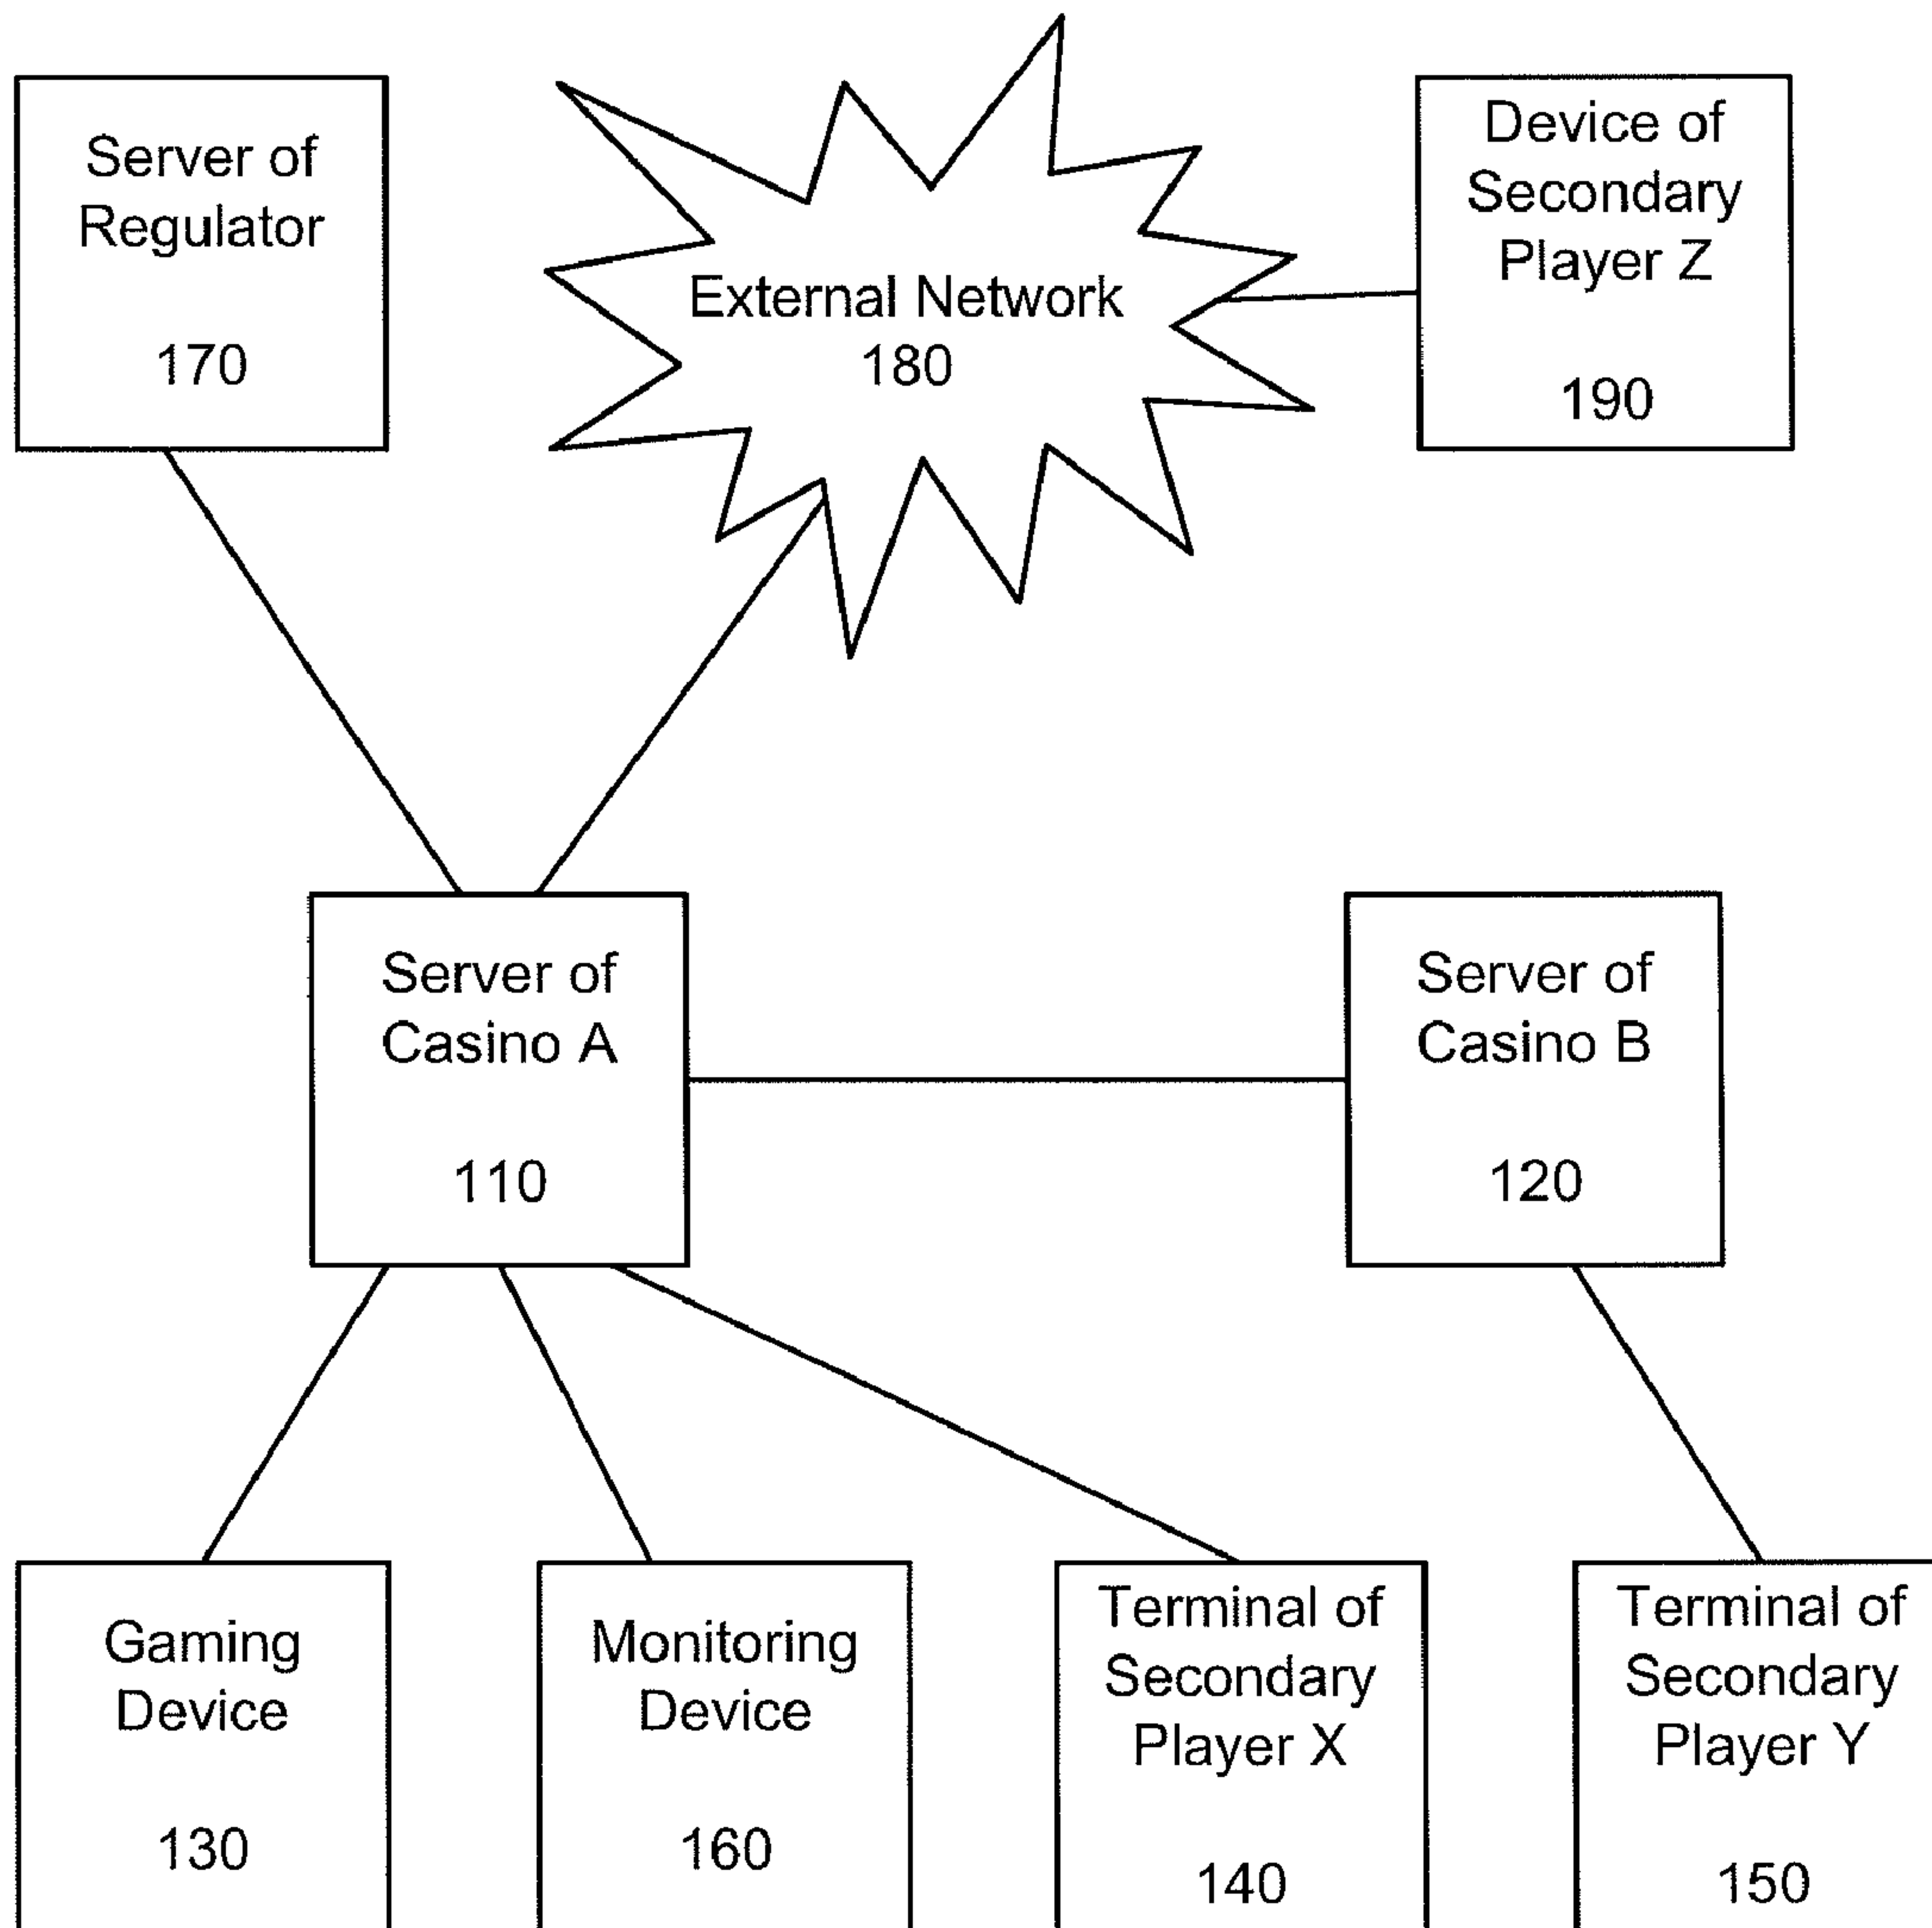 Server of
Regulator
170
External Network
180
Device of
Secondary
Player Z
190
Server of
Casino A
110
Server of
Casino B
120
Gaming
Device
130
Monitoring
Device
160
Terminal of
Secondary
Player X
140
Terminal of
Secondary
Player Y
150